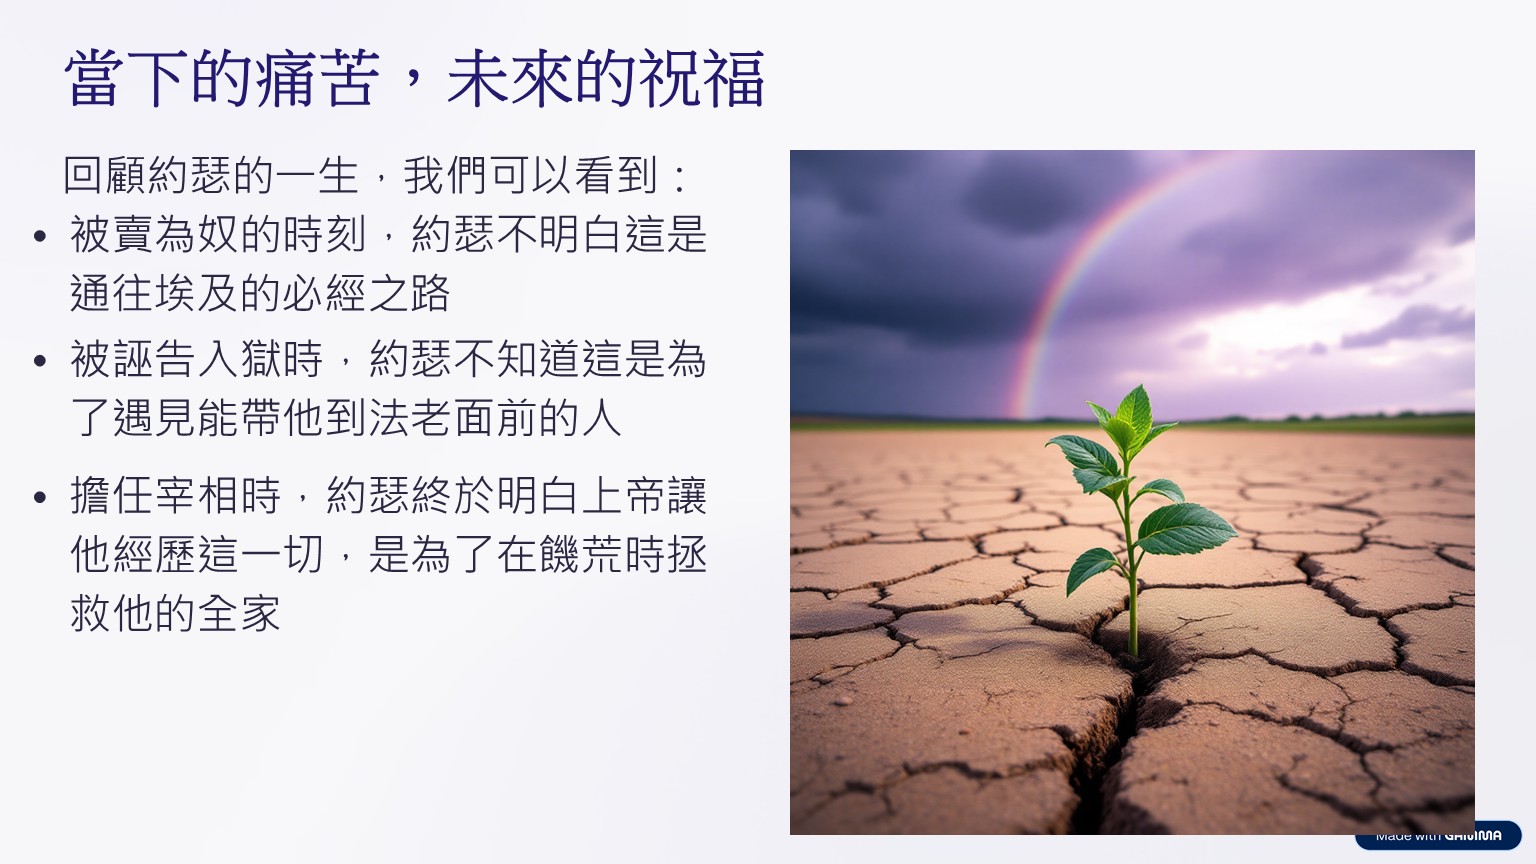 當下的痛苦，未來的祝福
回顧約瑟的一生，我們可以看到：
• 被賣為奴的時刻，約瑟不明白這是
通往埃及的必經之路
• 被誣告入獄時，約瑟不知道這是為
了遇見能帶他到法老面前的人
• 擔任宰相時，約瑟終於明白上帝讓
他經歷這一切，是為了在饑荒時拯
救他的全家
Made with GAMMA